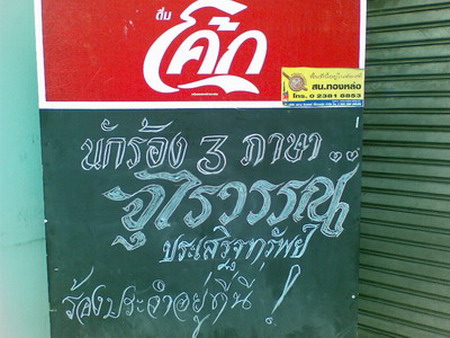 ดื่ม
โค้ก
สน.ทองหล่อ
โทร. 0 2381 8853
นักร้อง 3 ภาษา
จุไรวรรณ์
ประเสริฐทรัพย์
ร้องประจำอยู่ที่นี่ !